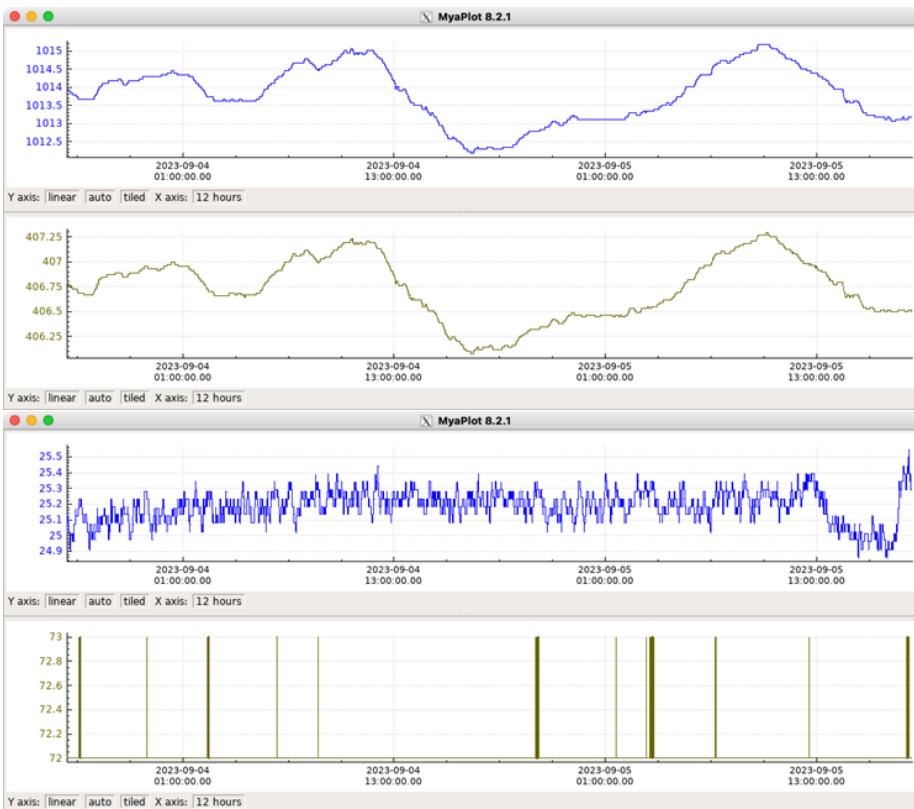 MyaPlot 8.2.1
1015
1014.5
1014
1013.5
1013
1012.5
2023-09-04 2023-09-04 2023-09-05 2023-09-05
01:00:00.00 13:00:00.00 01:00:00.00 13:00:00.00
Y axis: linear auto tiled X axis: 12 hours
407.25
407
406.75
406.5
406.25
2023-09-04 2023-09-04 2023-09-05 2023-09-05
01:00:00.00 13:00:00.00 01:00:00.00 13:00:00.00
Y axis: linear auto tiled X axis: 12 hours
MyaPlot 8.2.1
25.5
25.4
25.3
25.2
25.1
25
24.9
2023-09-04 2023-09-04 2023-09-05 2023-09-05
01:00:00.00 13:00:00.00 01:00:00.00 13:00:00.00
Y axis: linear auto tiled X axis: 12 hours
73
72.8
72.6
72.4
72.2
72
2023-09-04 2023-09-04 2023-09-05 2023-09-05
01:00:00.00 13:00:00.00 01:00:00.00 13:00:00.00
Y axis: linear auto tiled X axis: 12 hours